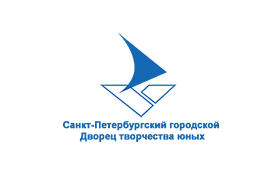 Санкт-Петербургский городской
Дворец творчества юных